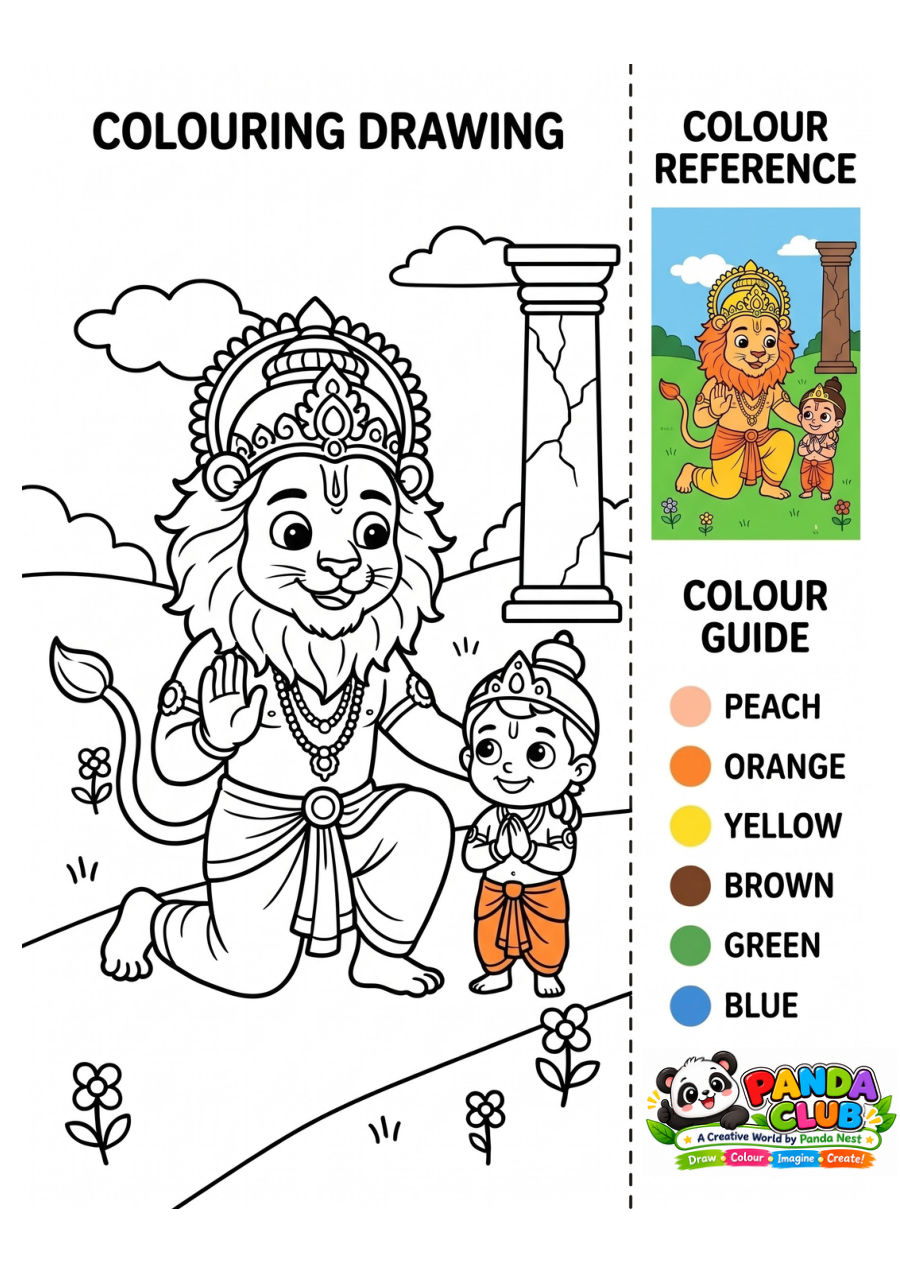 COLOURING DRAWING
COLOUR
REFERENCE
COLOUR
GUIDE
PEACH
ORANGE
YELLOW
BROWN
GREEN
BLUE
PANDA
CLUB
A Creative World by Panda Nest
Draw • Colour • Imagine • Create!